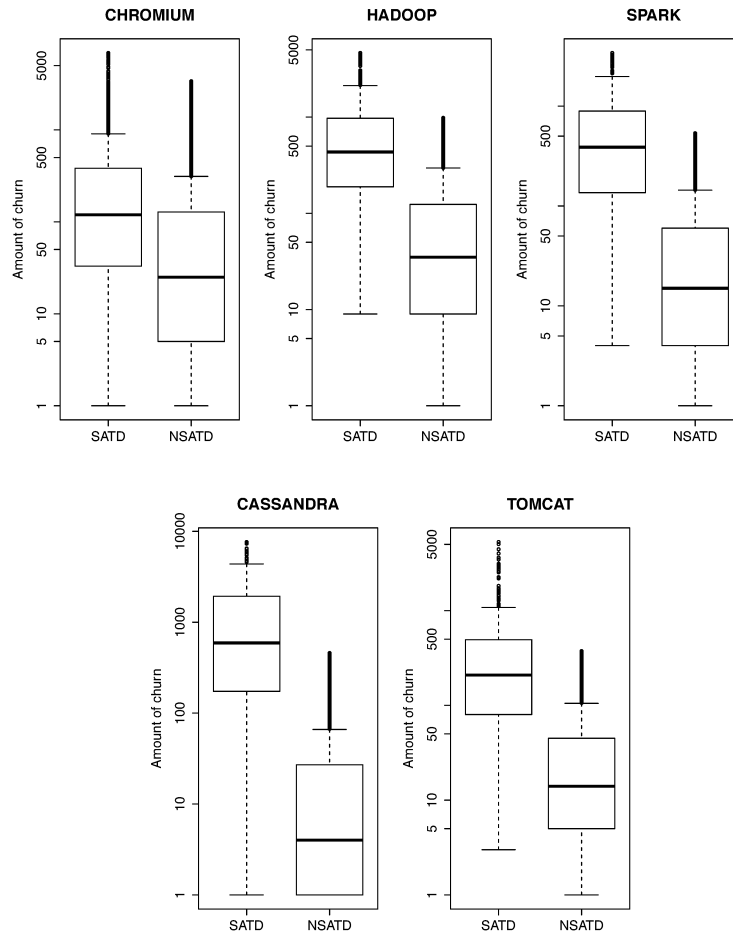 CHROMIUM
Amount of churn
5000
500
50
10
5
1
SATD
NSATD
HADOOP
Amount of churn
5000
500
50
10
5
1
SATD
NSATD
SPARK
Amount of churn
500
50
10
5
1
SATD
NSATD
CASSANDRA
Amount of churn
10000
1000
100
10
1
SATD
NSATD
TOMCAT
Amount of churn
5000
500
50
10
5
1
SATD
NSATD